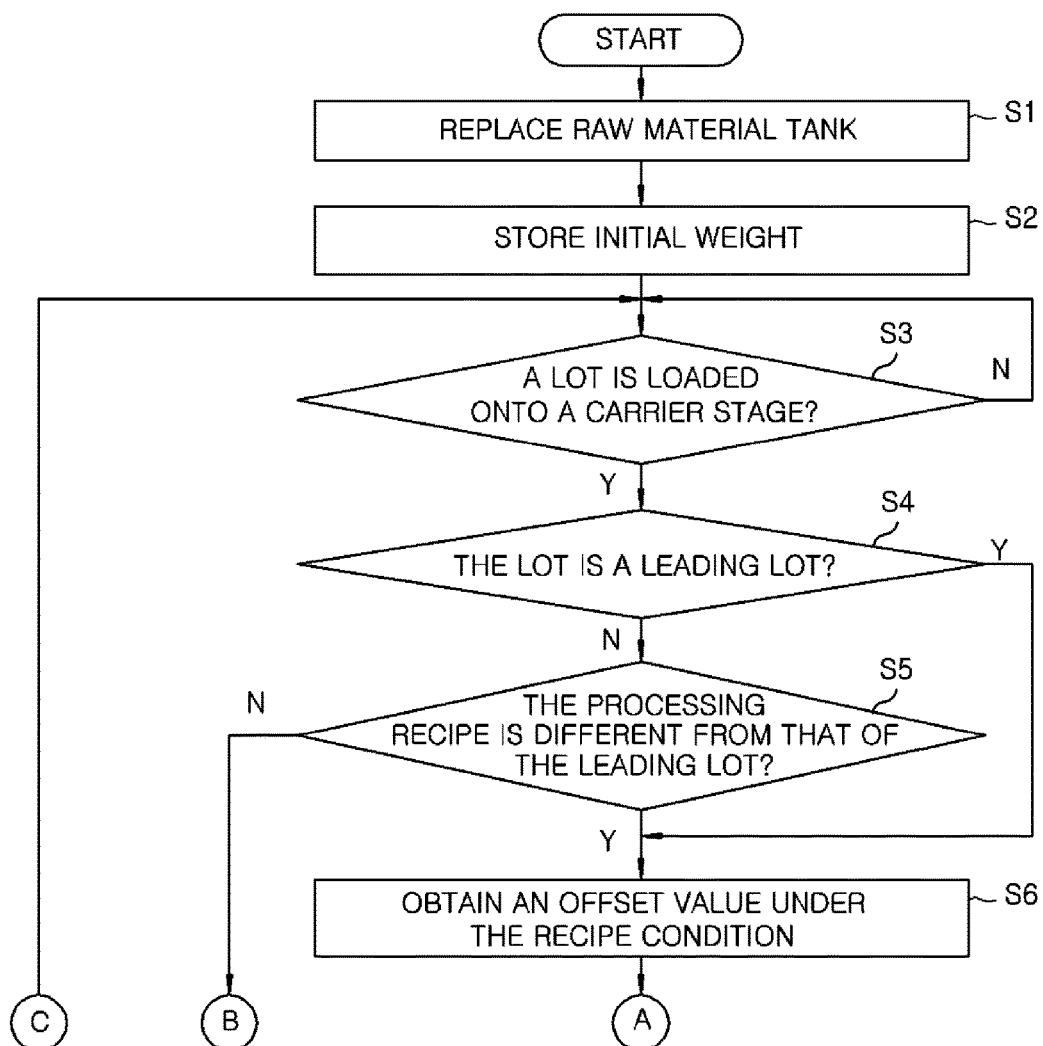 START
REPLACE RAW MATERIAL TANK
S1
STORE INITIAL WEIGHT
S2
S3
A LOT IS LOADED
ONTO A CARRIER STAGE?
N
Y
S4
THE LOT IS A LEADING LOT?
Y
N
S5
N
THE PROCESSING
RECIPE IS DIFFERENT FROM THAT OF
THE LEADING LOT?
Y
OBTAIN AN OFFSET VALUE UNDER
THE RECIPE CONDITION
S6
C
B
A